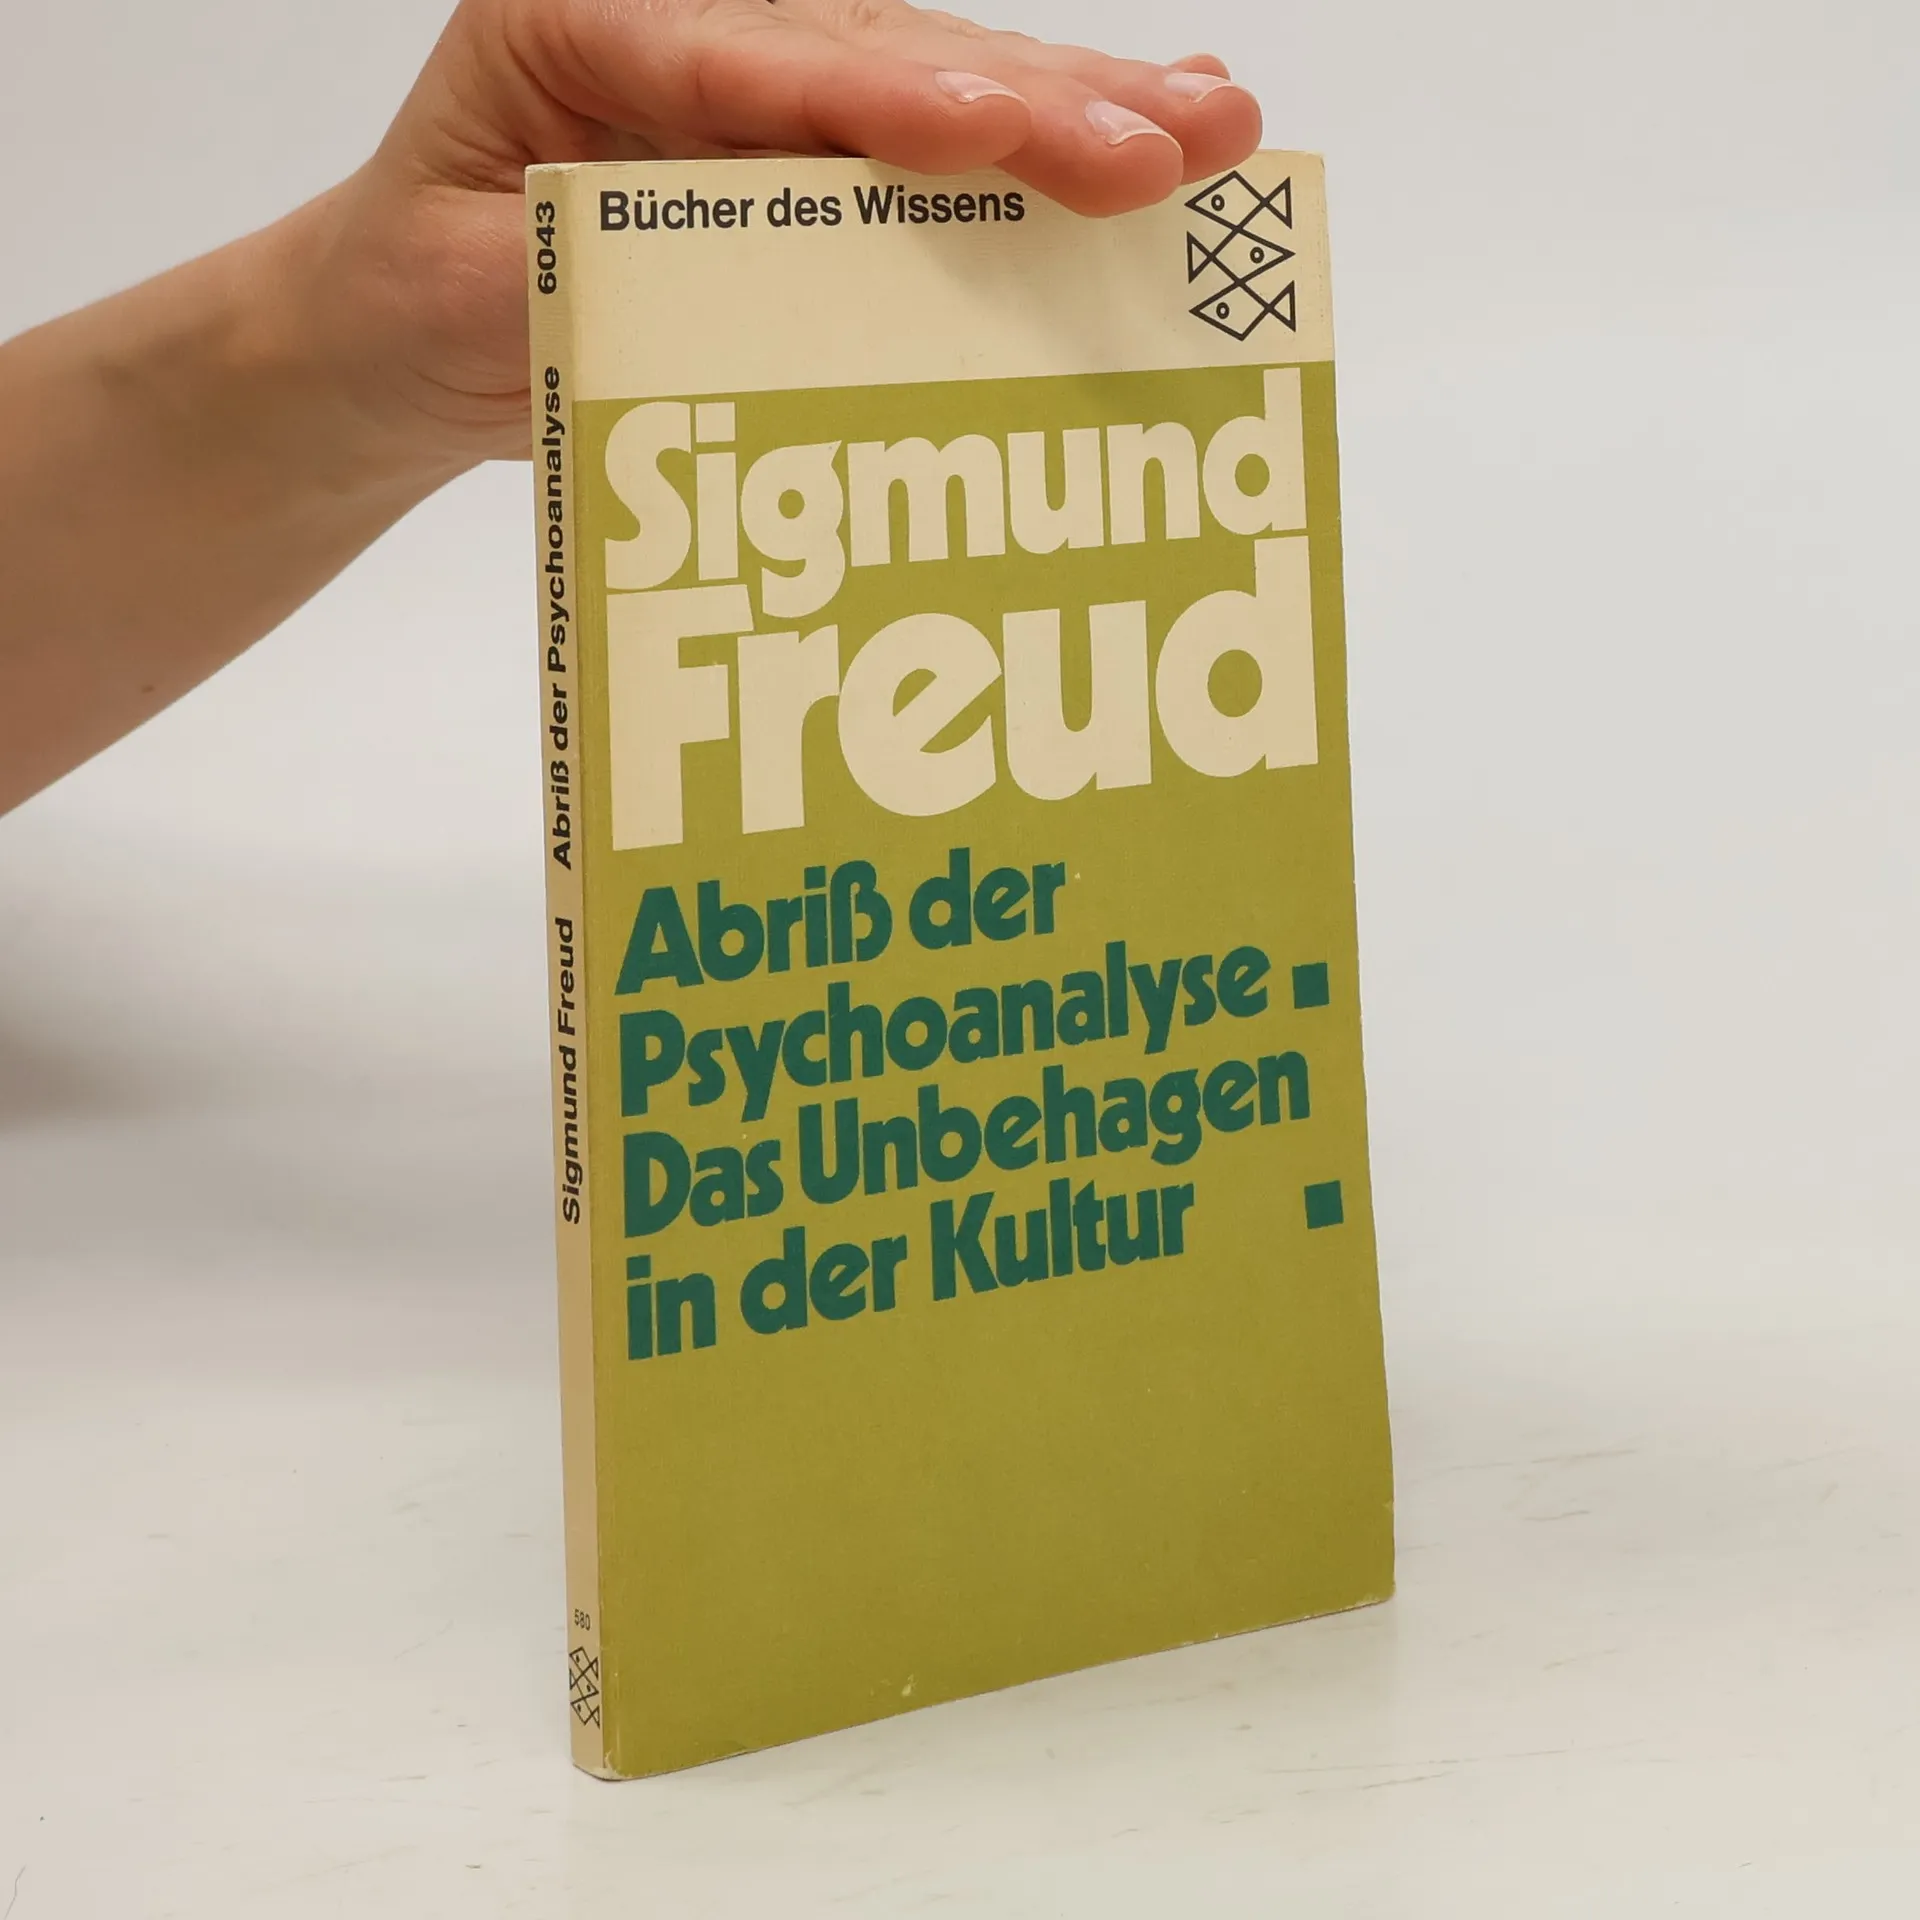 Bücher des Wissens
Sigmund
Freud
Abriß der
Psychoanalyse ■
Das Unbehagen
in der Kultur ■
Sigmund Freud Abriß der Psychoanalyse 6043
580